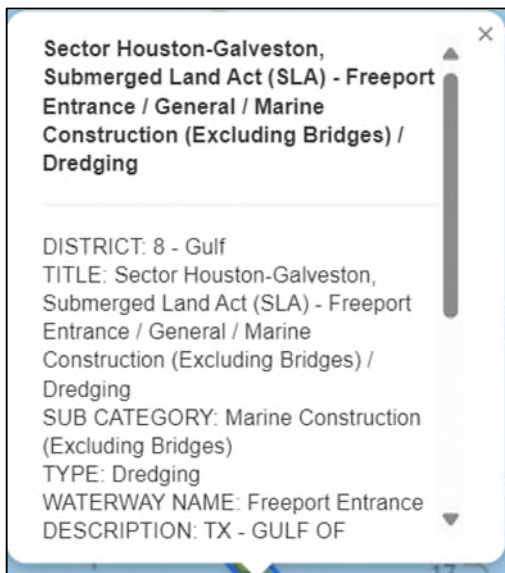 Sector Houston-Galveston,
Submerged Land Act (SLA) - Freeport
Entrance / General / Marine
Construction (Excluding Bridges) /
Dredging
DISTRICT: 8 - Gulf
TITLE: Sector Houston-Galveston,
Submerged Land Act (SLA) - Freeport
Entrance / General / Marine
Construction (Excluding Bridges) /
Dredging
SUB CATEGORY: Marine Construction
(Excluding Bridges)
TYPE: Dredging
WATERWAY NAME: Freeport Entrance
DESCRIPTION: TX - GULF OF
17